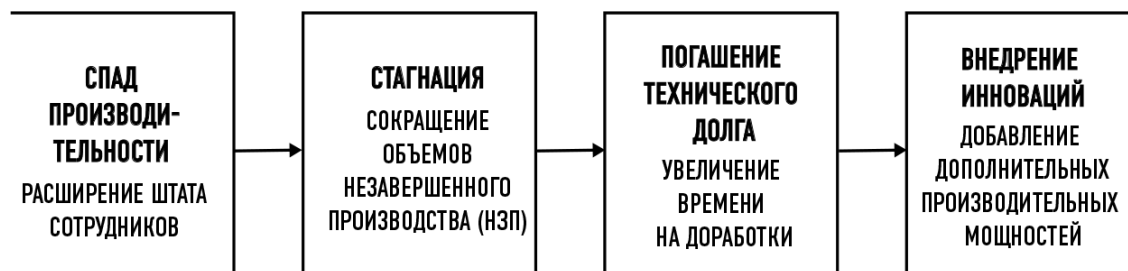 СПАД
ПРОИЗВОДИ-
ТЕЛЬНОСТИ
РАСШИРЕНИЕ ШТАТА
СОТРУДНИКОВ
СТАГНАЦИЯ
СОКРАЩЕНИЕ
ОБЪЕМОВ
НЕЗАВЕРШЕННОГО
ПРОИЗВОДСТВА (НЗП)
ПОГАШЕНИЕ
ТЕХНИЧЕСКОГО
ДОЛГА
УВЕЛИЧЕНИЕ
ВРЕМЕНИ
НА ДОРАБОТКИ
ВНЕДРЕНИЕ
ИННОВАЦИЙ
ДОБАВЛЕНИЕ
ДОПОЛНИТЕЛЬНЫХ
ПРОИЗВОДИТЕЛЬНЫХ
МОЩНОСТЕЙ